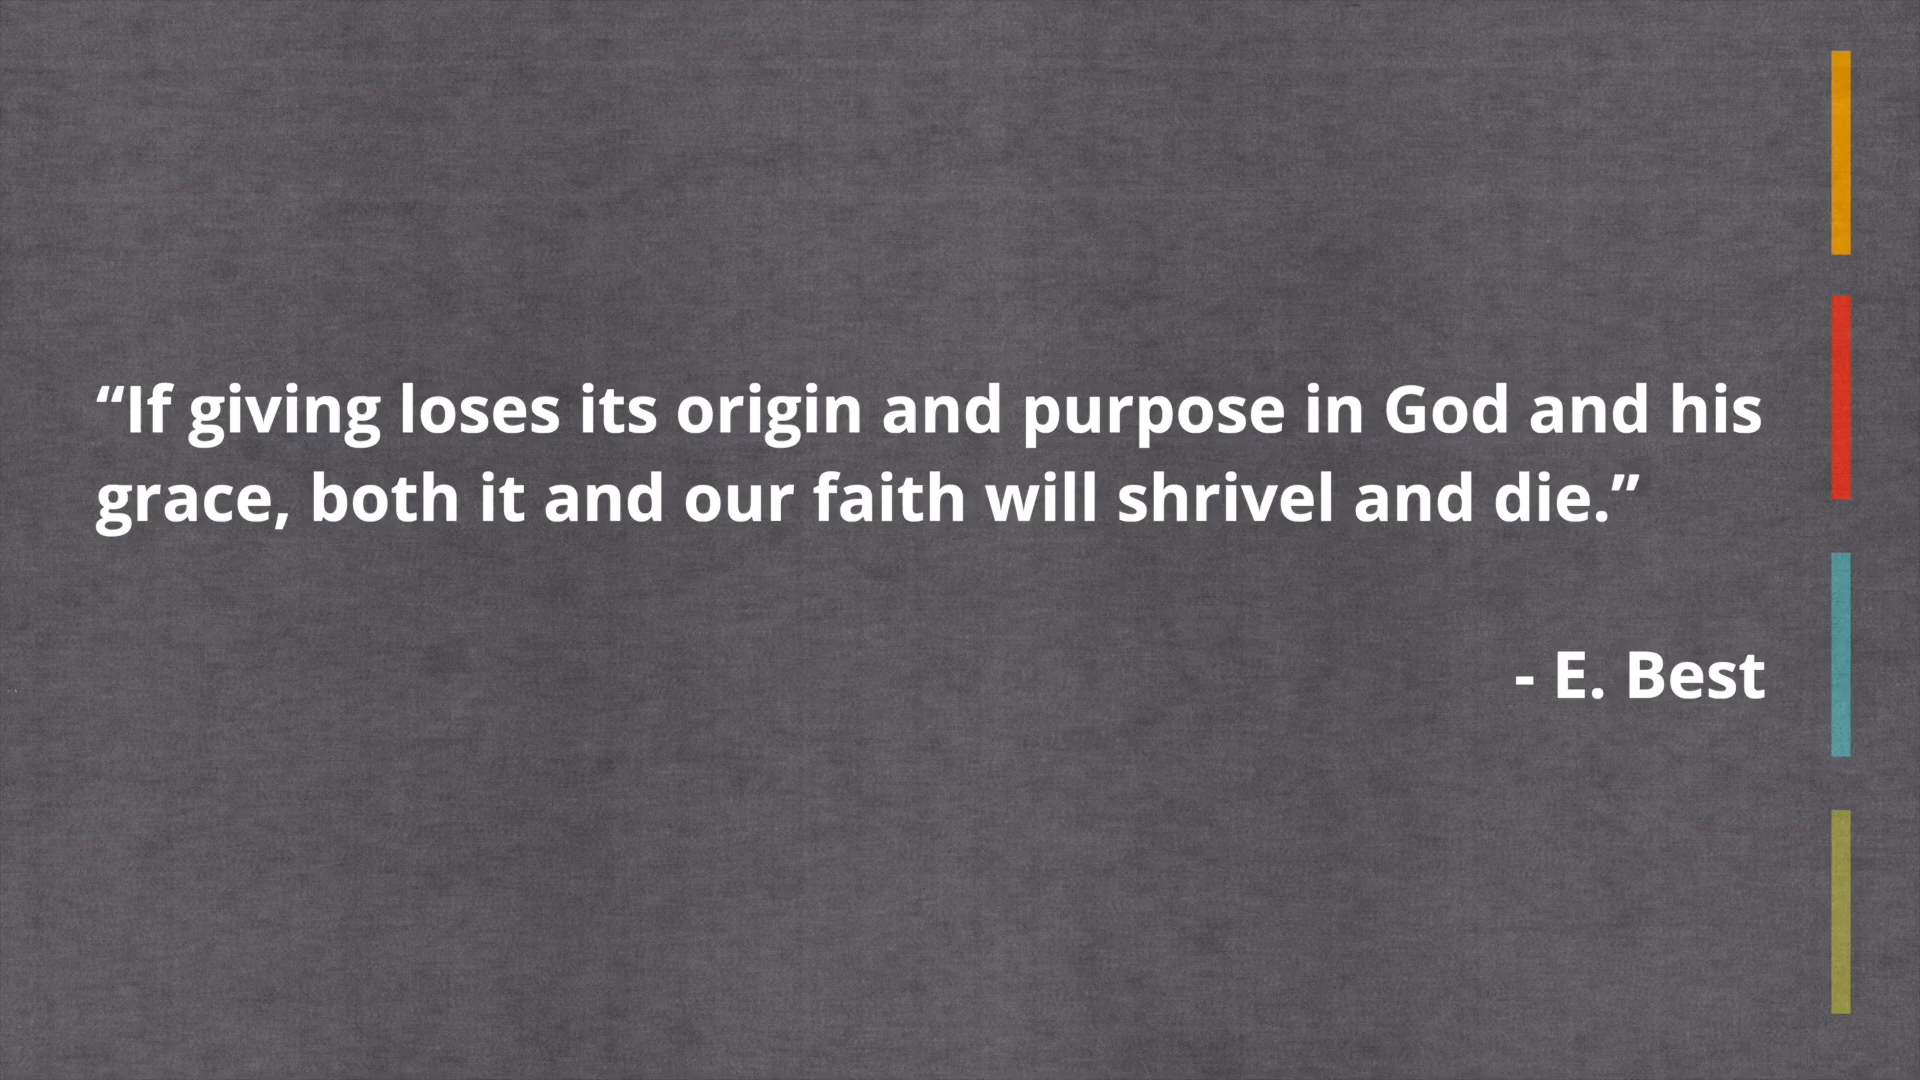 “If giving loses its origin and purpose in God and his
grace, both it and our faith will shrivel and die.”
- E. Best